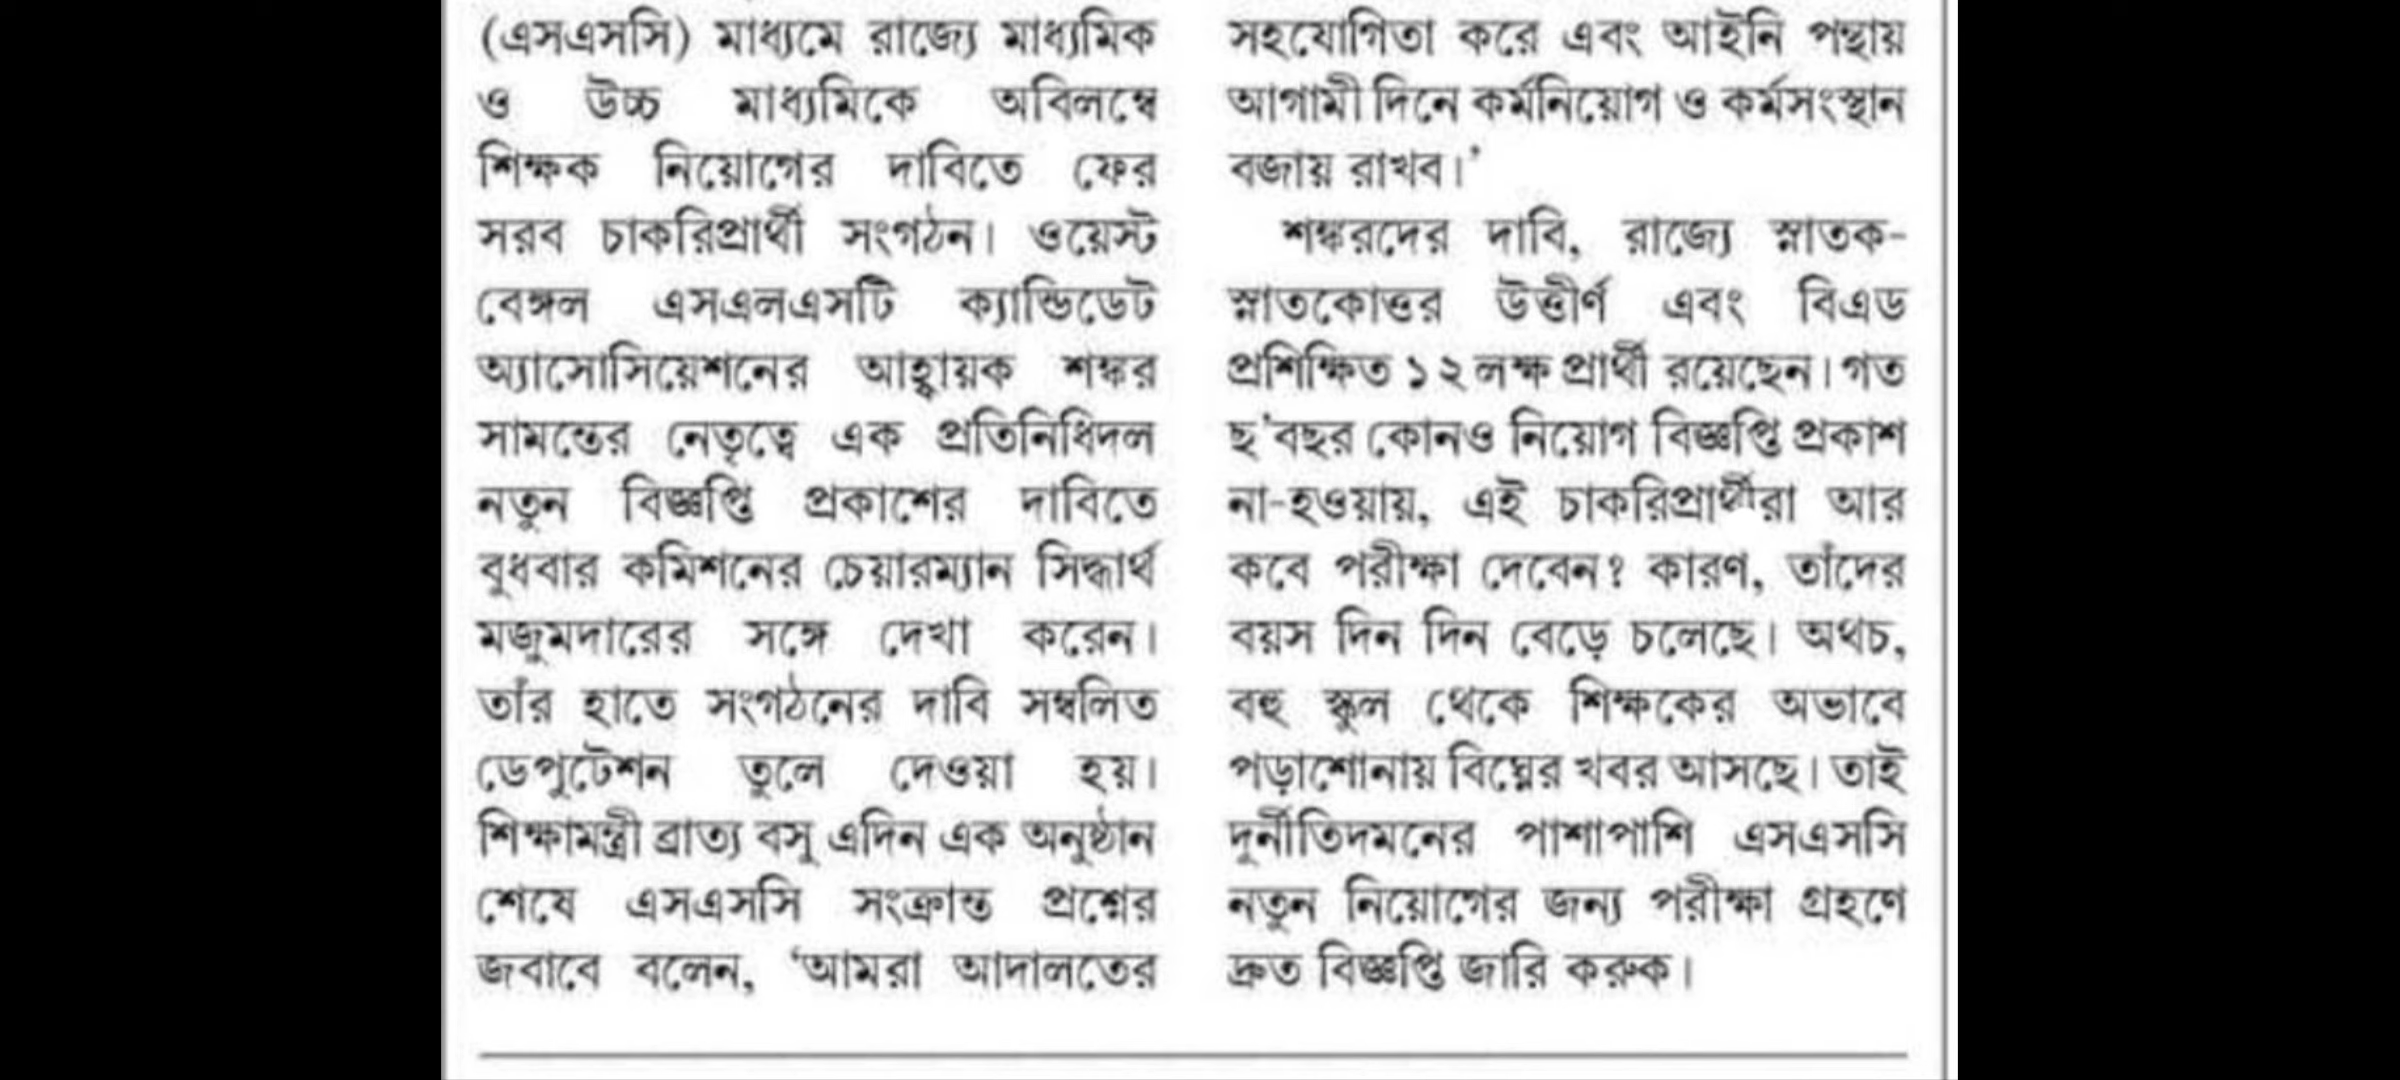 (এসএসসি) মাধ্যমে রাজ্যে মাধ্যমিক
ও উচ্চ মাধ্যমিকে অবিলম্বে
শিক্ষক নিয়োগের দাবিতে ফের
সরব চাকরিপ্রার্থী সংগঠন। ওয়েস্ট
বেঙ্গল এসএলএসটি ক্যান্ডিডেট
অ্যাসোসিয়েশনের আহ্বায়ক শঙ্কর
সামন্তের নেতৃত্বে এক প্রতিনিধিদল
নতুন বিজ্ঞপ্তি প্রকাশের দাবিতে
বুধবার কমিশনের চেয়ারম্যান সিদ্ধার্থ
মজুমদারের সঙ্গে দেখা করেন।
তাঁর হাতে সংগঠনের দাবি সম্বলিত
ডেপুটেশন তুলে দেওয়া হয়।
শিক্ষামন্ত্রী ব্রাত্য বসু এদিন এক অনুষ্ঠান
শেষে এসএসসি সংক্রান্ত প্রশ্নের
জবাবে বলেন, ‘আমরা আদালতের
সহযোগিতা করে এবং আইনি পন্থায়
আগামী দিনে কর্মনিয়োগ ও কর্মসংস্থান
বজায় রাখব।’
শঙ্করদের দাবি, রাজ্যে স্নাতক-
স্নাতকোত্তর উত্তীর্ণ এবং বিএড
প্রশিক্ষিত ১২ লক্ষ প্রার্থী রয়েছেন। গত
ছ’বছর কোনও নিয়োগ বিজ্ঞপ্তি প্রকাশ
না-হওয়ায়, এই চাকরিপ্রার্থীরা আর
কবে পরীক্ষা দেবেন? কারণ, তাঁদের
বয়স দিন দিন বেড়ে চলেছে। অথচ,
বহু স্কুল থেকে শিক্ষকের অভাবে
পড়াশোনায় বিঘ্নের খবর আসছে। তাই
দুর্নীতিদমনের পাশাপাশি এসএসসি
নতুন নিয়োগের জন্য পরীক্ষা গ্রহণে
দ্রুত বিজ্ঞপ্তি জারি করুক।